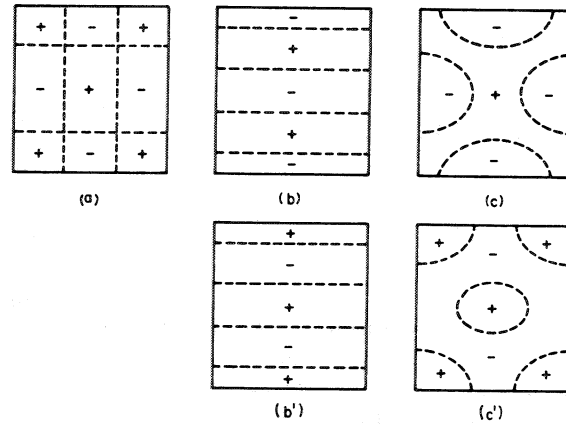 + - + - + - + - +
(a)
- + - + -
(b)
- - + - -
(c)
+ - + - +
(b')
+ + - + - + +
(c')